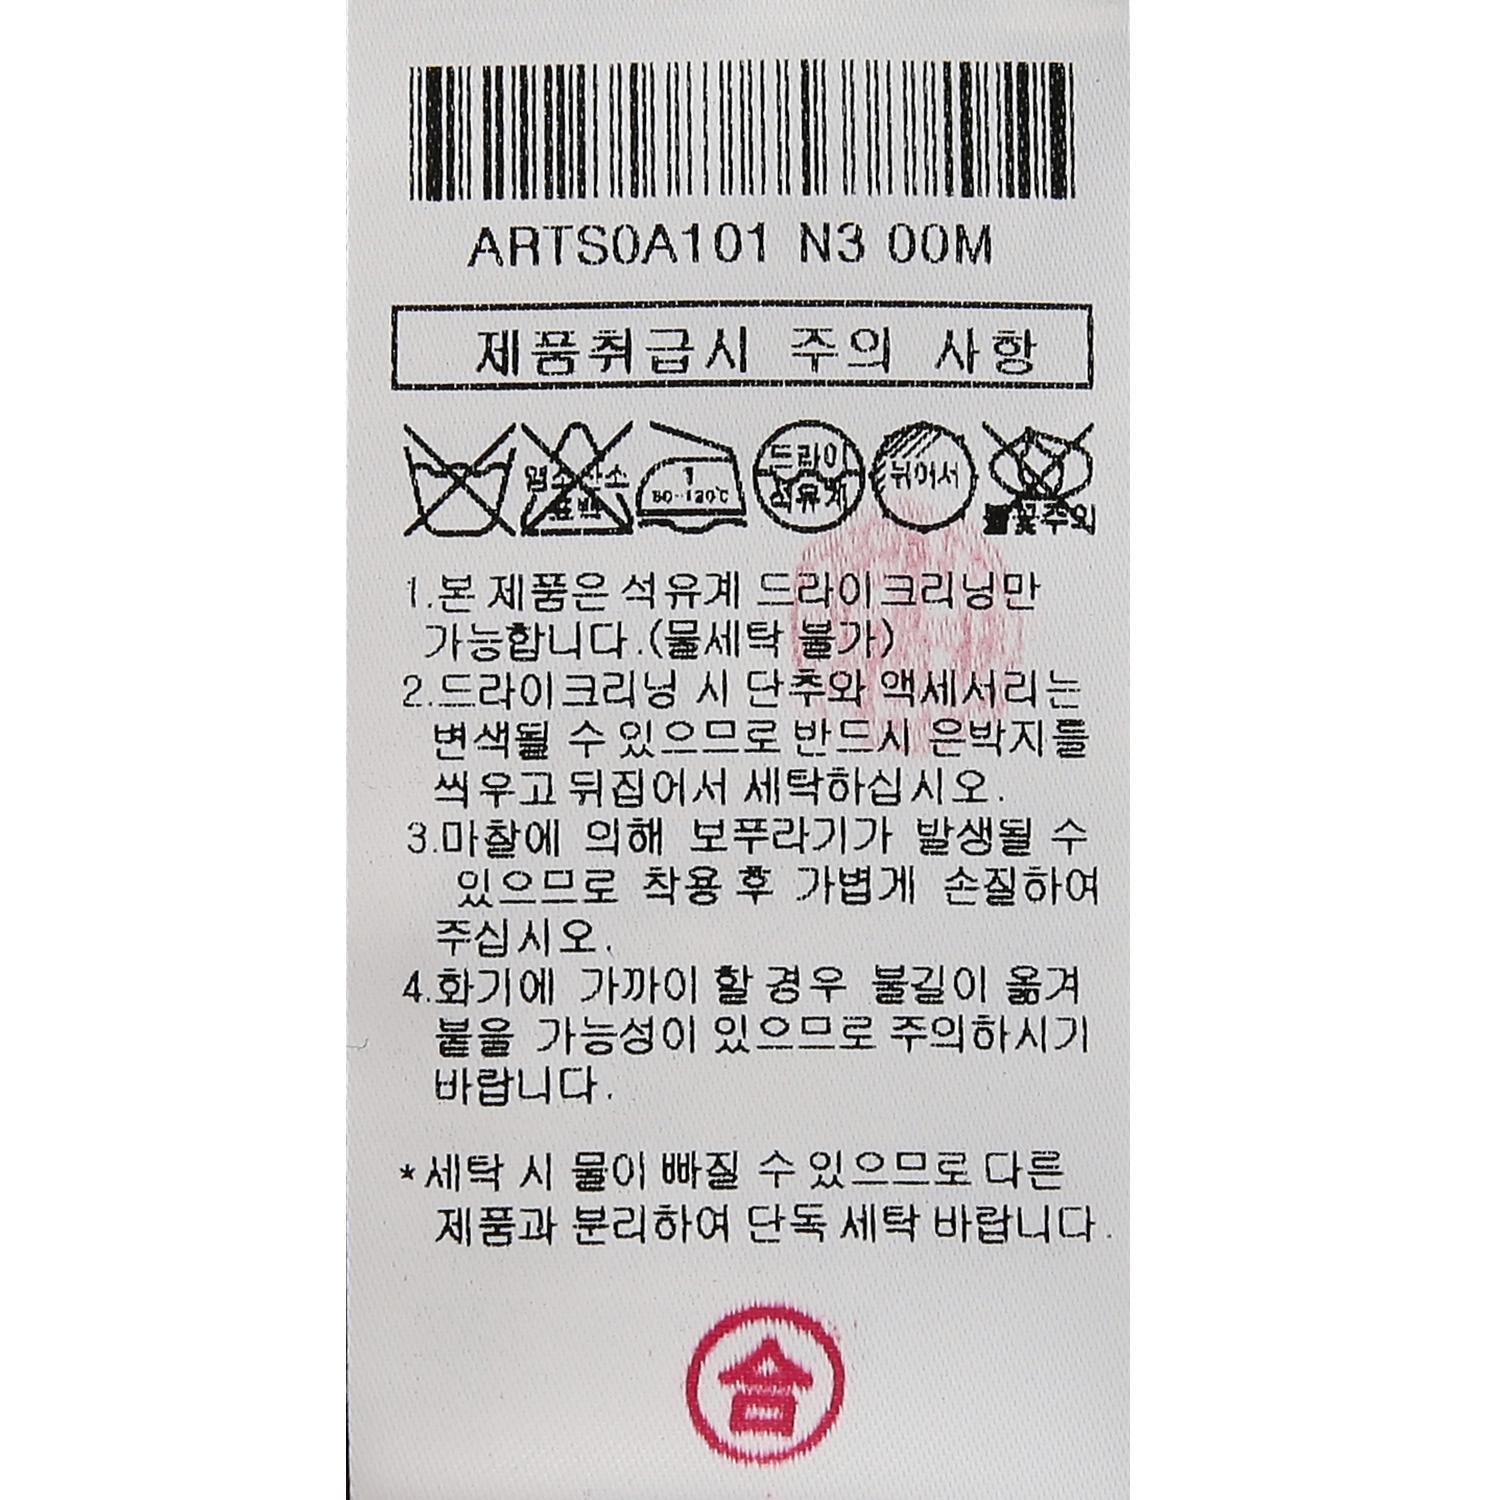 ARTS0A101 N3 00M
제품취급시 주의 사항
염소산소
표백
1
80~120℃
드라이
석유계
뉘어서
불꽃주의
1.본 제품은 석유계 드라이크리닝만
가능합니다.(물세탁 불가)
2.드라이크리닝 시 단추와 액세서리는
변색될 수 있으므로 반드시 은박지를
씌우고 뒤집어서 세탁하십시오.
3.마찰에 의해 보푸라기가 발생될 수
있으므로 착용 후 가볍게 손질하여
주십시오.
4.화기에 가까이 할 경우 불길이 옮겨
붙을 가능성이 있으므로 주의하시기
바랍니다.
*세탁 시 물이 빠질 수 있으므로 다른
제품과 분리하여 단독 세탁 바랍니다.
合